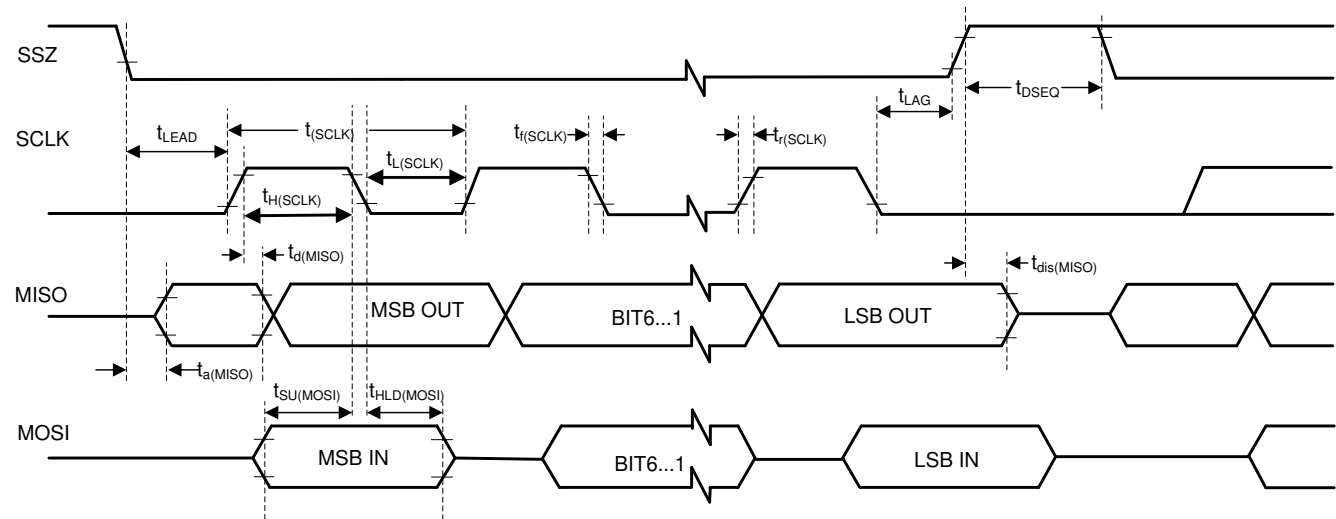 SSZ
tLAG
tDSEQ
SCLK
tLEAD
t(SCLK)
tf(SCLK)
tr(SCLK)
tL(SCLK)
tH(SCLK)
td(MISO)
tdis(MISO)
MISO
MSB OUT
BIT6...1
LSB OUT
ta(MISO)
tSU(MOSI)
tHLD(MOSI)
MOSI
MSB IN
BIT6...1
LSB IN